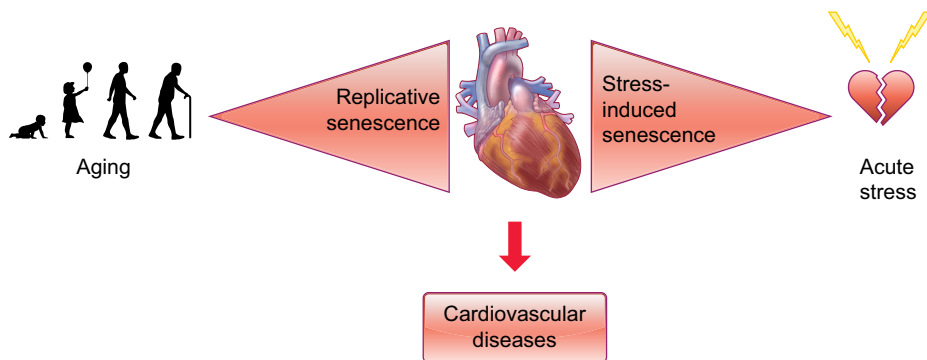 Replicative
senescence
Stress-
induced
senescence
Aging
Acute
stress
Cardiovascular
diseases